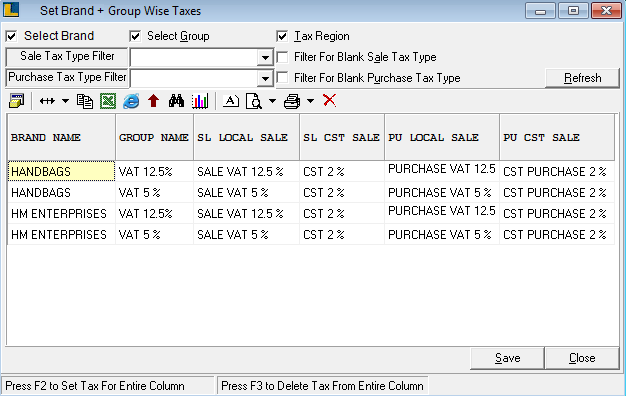 Set Brand + Group Wise Taxes
Select Brand Select Group Tax Region
Sale Tax Type Filter Filter For Blank Sale Tax Type
Purchase Tax Type Filter Filter For Blank Purchase Tax Type Refresh
BRAND NAME GROUP NAME SL LOCAL SALE SL CST SALE PU LOCAL SALE PU CST SALE
HANDBAGS VAT 12.5% SALE VAT 12.5 % CST 2 % PURCHASE VAT 12.5 CST PURCHASE 2 %
HANDBAGS VAT 5 % SALE VAT 5 % CST 2 % PURCHASE VAT 5 % CST PURCHASE 2 %
HM ENTERPRISES VAT 12.5% SALE VAT 12.5 % CST 2 % PURCHASE VAT 12.5 CST PURCHASE 2 %
HM ENTERPRISES VAT 5 % SALE VAT 5 % CST 2 % PURCHASE VAT 5 % CST PURCHASE 2 %
Save Close
Press F2 to Set Tax For Entire Column Press F3 to Delete Tax From Entire Column